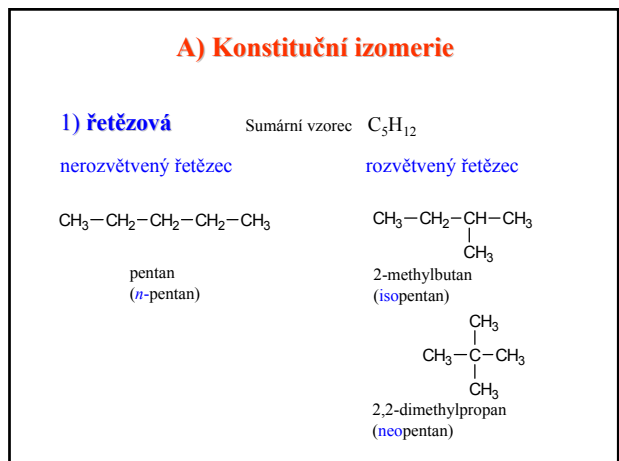 A) Konstituční izomerie
1) řetězová Sumární vzorec C₅H₁₂
nerozvětvený řetězec rozvětvený řetězec
CH₃—CH₂—CH₂—CH₂—CH₃
pentan
(n-pentan)
CH₃—CH₂—CH—CH₃
CH₃
2-methylbutan
(isopentan)
CH₃
CH₃—C—CH₃
CH₃
2,2-dimethylpropan
(neopentan)